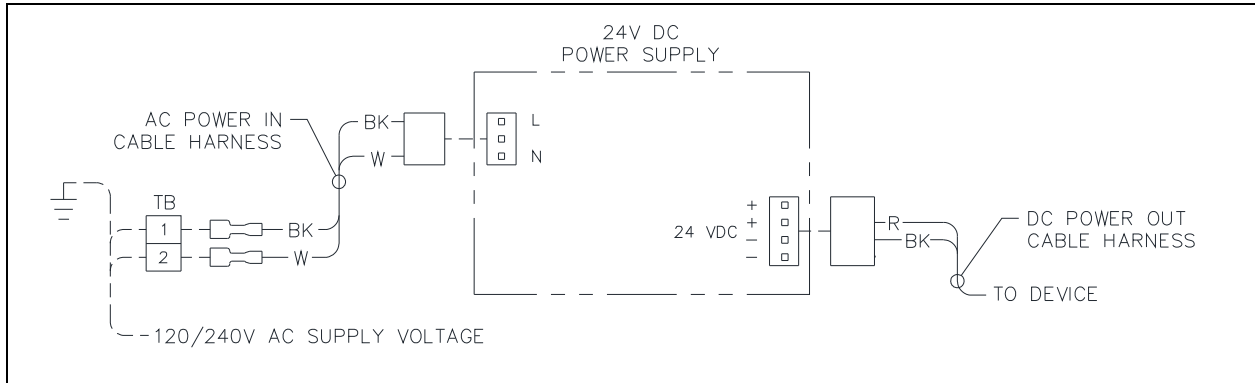 24V DC
POWER SUPPLY
AC POWER IN
CABLE HARNESS
BK
W
L
N
TB
1
BK
2
W
120/240V AC SUPPLY VOLTAGE
24 VDC
+
+
−
−
R
BK
DC POWER OUT
CABLE HARNESS
TO DEVICE